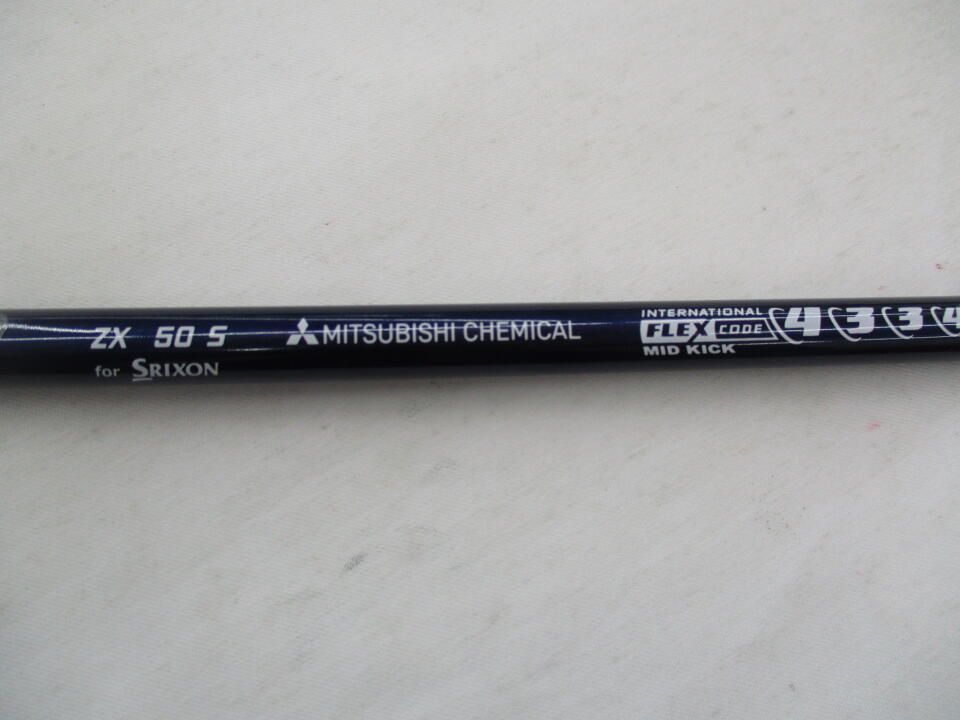 ZX 50 S
for SRIXON
MITSUBISHI CHEMICAL
INTERNATIONAL
FLEX CODE
MID KICK
4 3 3 4